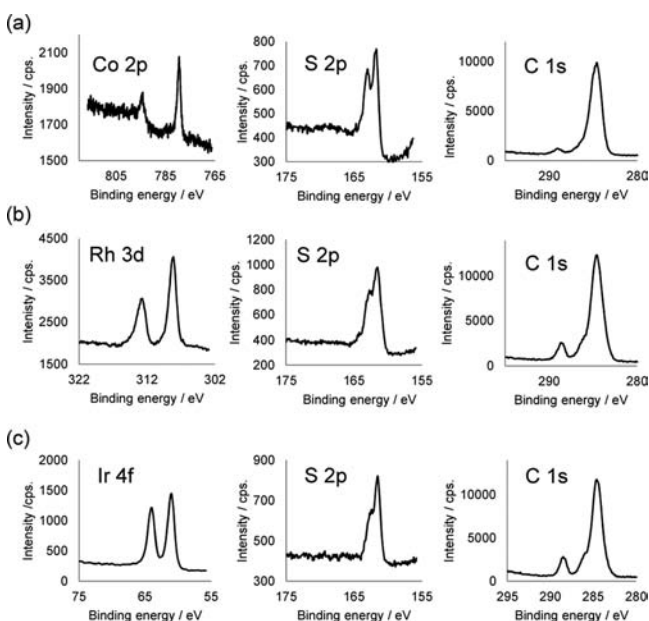 (a)
Co 2p
Intensity / cps.
2100
1900
1700
1500
805 785 765
Binding energy / eV
S 2p
Intensity / cps.
800
700
600
500
400
300
175 165 155
Binding energy / eV
C 1s
Intensity / cps.
10000
5000
0
290 280
Binding energy / eV
(b)
Rh 3d
Intenisty / cps.
4500
3500
2500
1500
322 312 302
Binding energy / eV
S 2p
Intensity / cps.
1200
1000
800
600
400
200
175 165 155
Binding energy / eV
C 1s
Intensity / cps.
10000
5000
0
290 280
Binding energy / eV
(c)
Ir 4f
Intensity /cps.
2000
1500
1000
500
0
75 65 55
Binding energy / eV
S 2p
Intensity / cps.
900
700
500
300
175 165 155
Binding energy / eV
C 1s
Intensity / cps.
10000
5000
0
295 290 285 280
Binding energy / eV